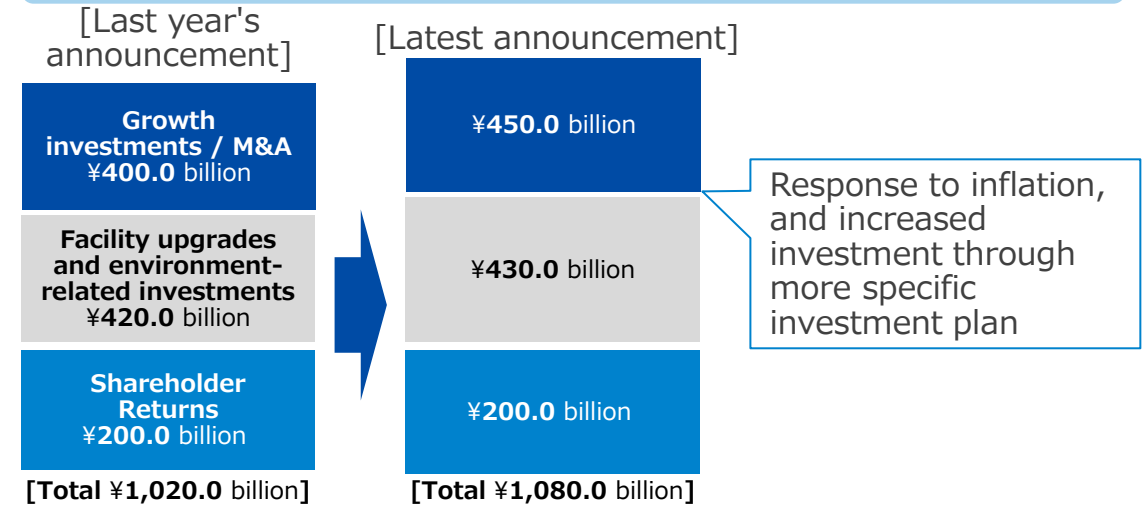 [Last year's
announcement]
Growth
investments / M&A
¥400.0 billion
Facility upgrades
and environment-
related investments
¥420.0 billion
Shareholder
Returns
¥200.0 billion
[Total ¥1,020.0 billion]
[Latest announcement]
¥450.0 billion
¥430.0 billion
¥200.0 billion
[Total ¥1,080.0 billion]
Response to inflation,
and increased
investment through
more specific
investment plan